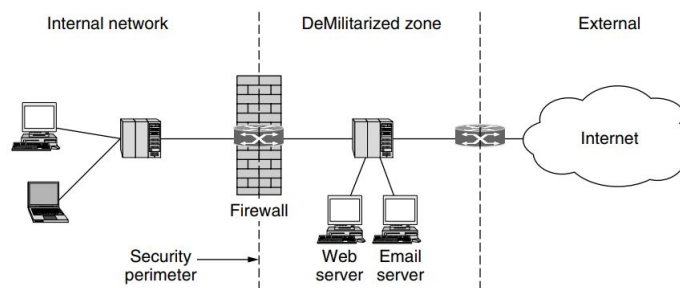 Internal network
DeMilitarized zone
External
Internet
Firewall
Security
perimeter
Web
server
Email
server